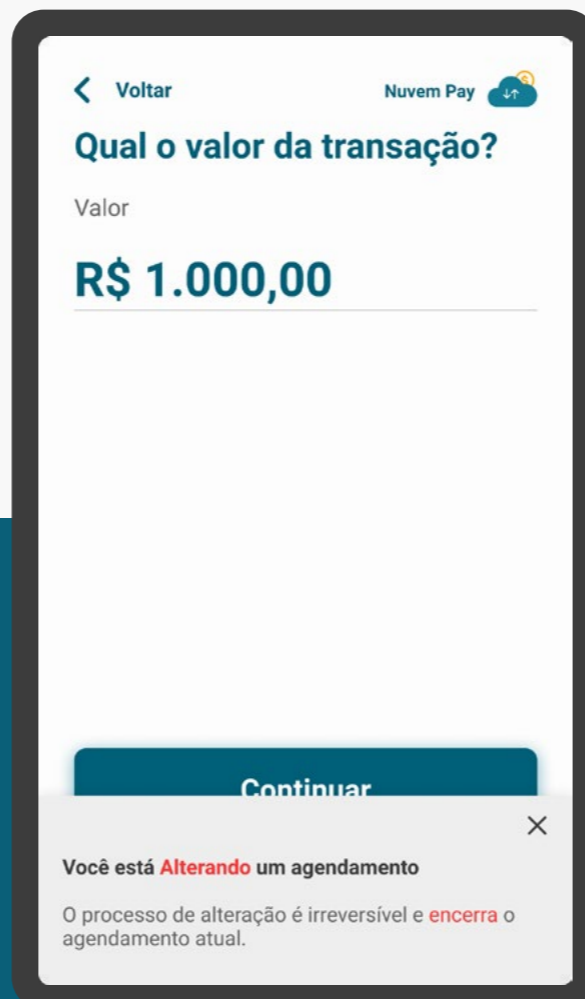 Voltar
Nuvem Pay
Qual o valor da transação?
Valor
R$ 1.000,00
Continuar
Você está Alterando um agendamento
O processo de alteração é irreversível e encerra o
agendamento atual.